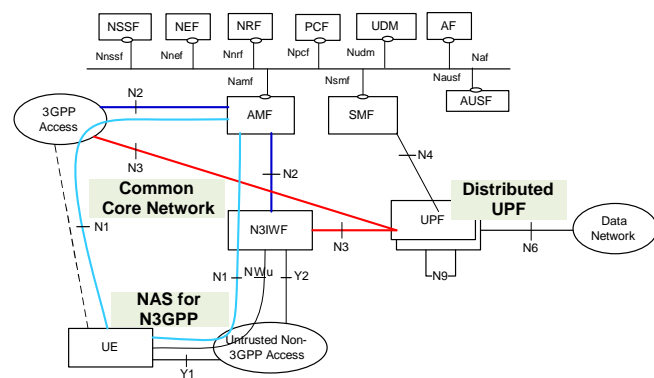 NSSF
NEF
NRF
PCF
UDM
AF
Nnssf
Nnef
Nnrf
Npcf
Nudm
Naf
Namf
Nsmf
Nausf
AUSF
N2
3GPP
Access
AMF
SMF
N3
N4
N2
Common
Core Network
Distributed
UPF
UPF
Data
Network
N1
N3IWF
N3
N6
N9
N1
NWu
Y2
NAS for
N3GPP
UE
Untrusted Non-
3GPP Access
Y1